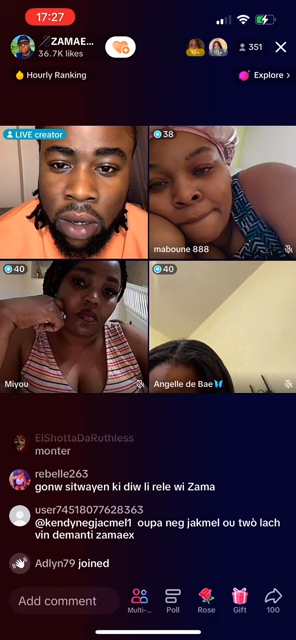 17:27
ZAMAE...
36.7K likes
351
Hourly Ranking
Explore >
LIVE creator
38
maboune 888
40
Miyou
40
Angelle de Bae🦋
ElShottaDaRuthless
monter
rebelle263
gonw sitwayen ki diw li rele wi Zama
user74518077628363
@kendynegjacmel1 oupa neg jakmel ou twò lach
vin demanti zamaex
Adlyn79 joined
Add comment
Multi-...
Poll
Rose
Gift
100